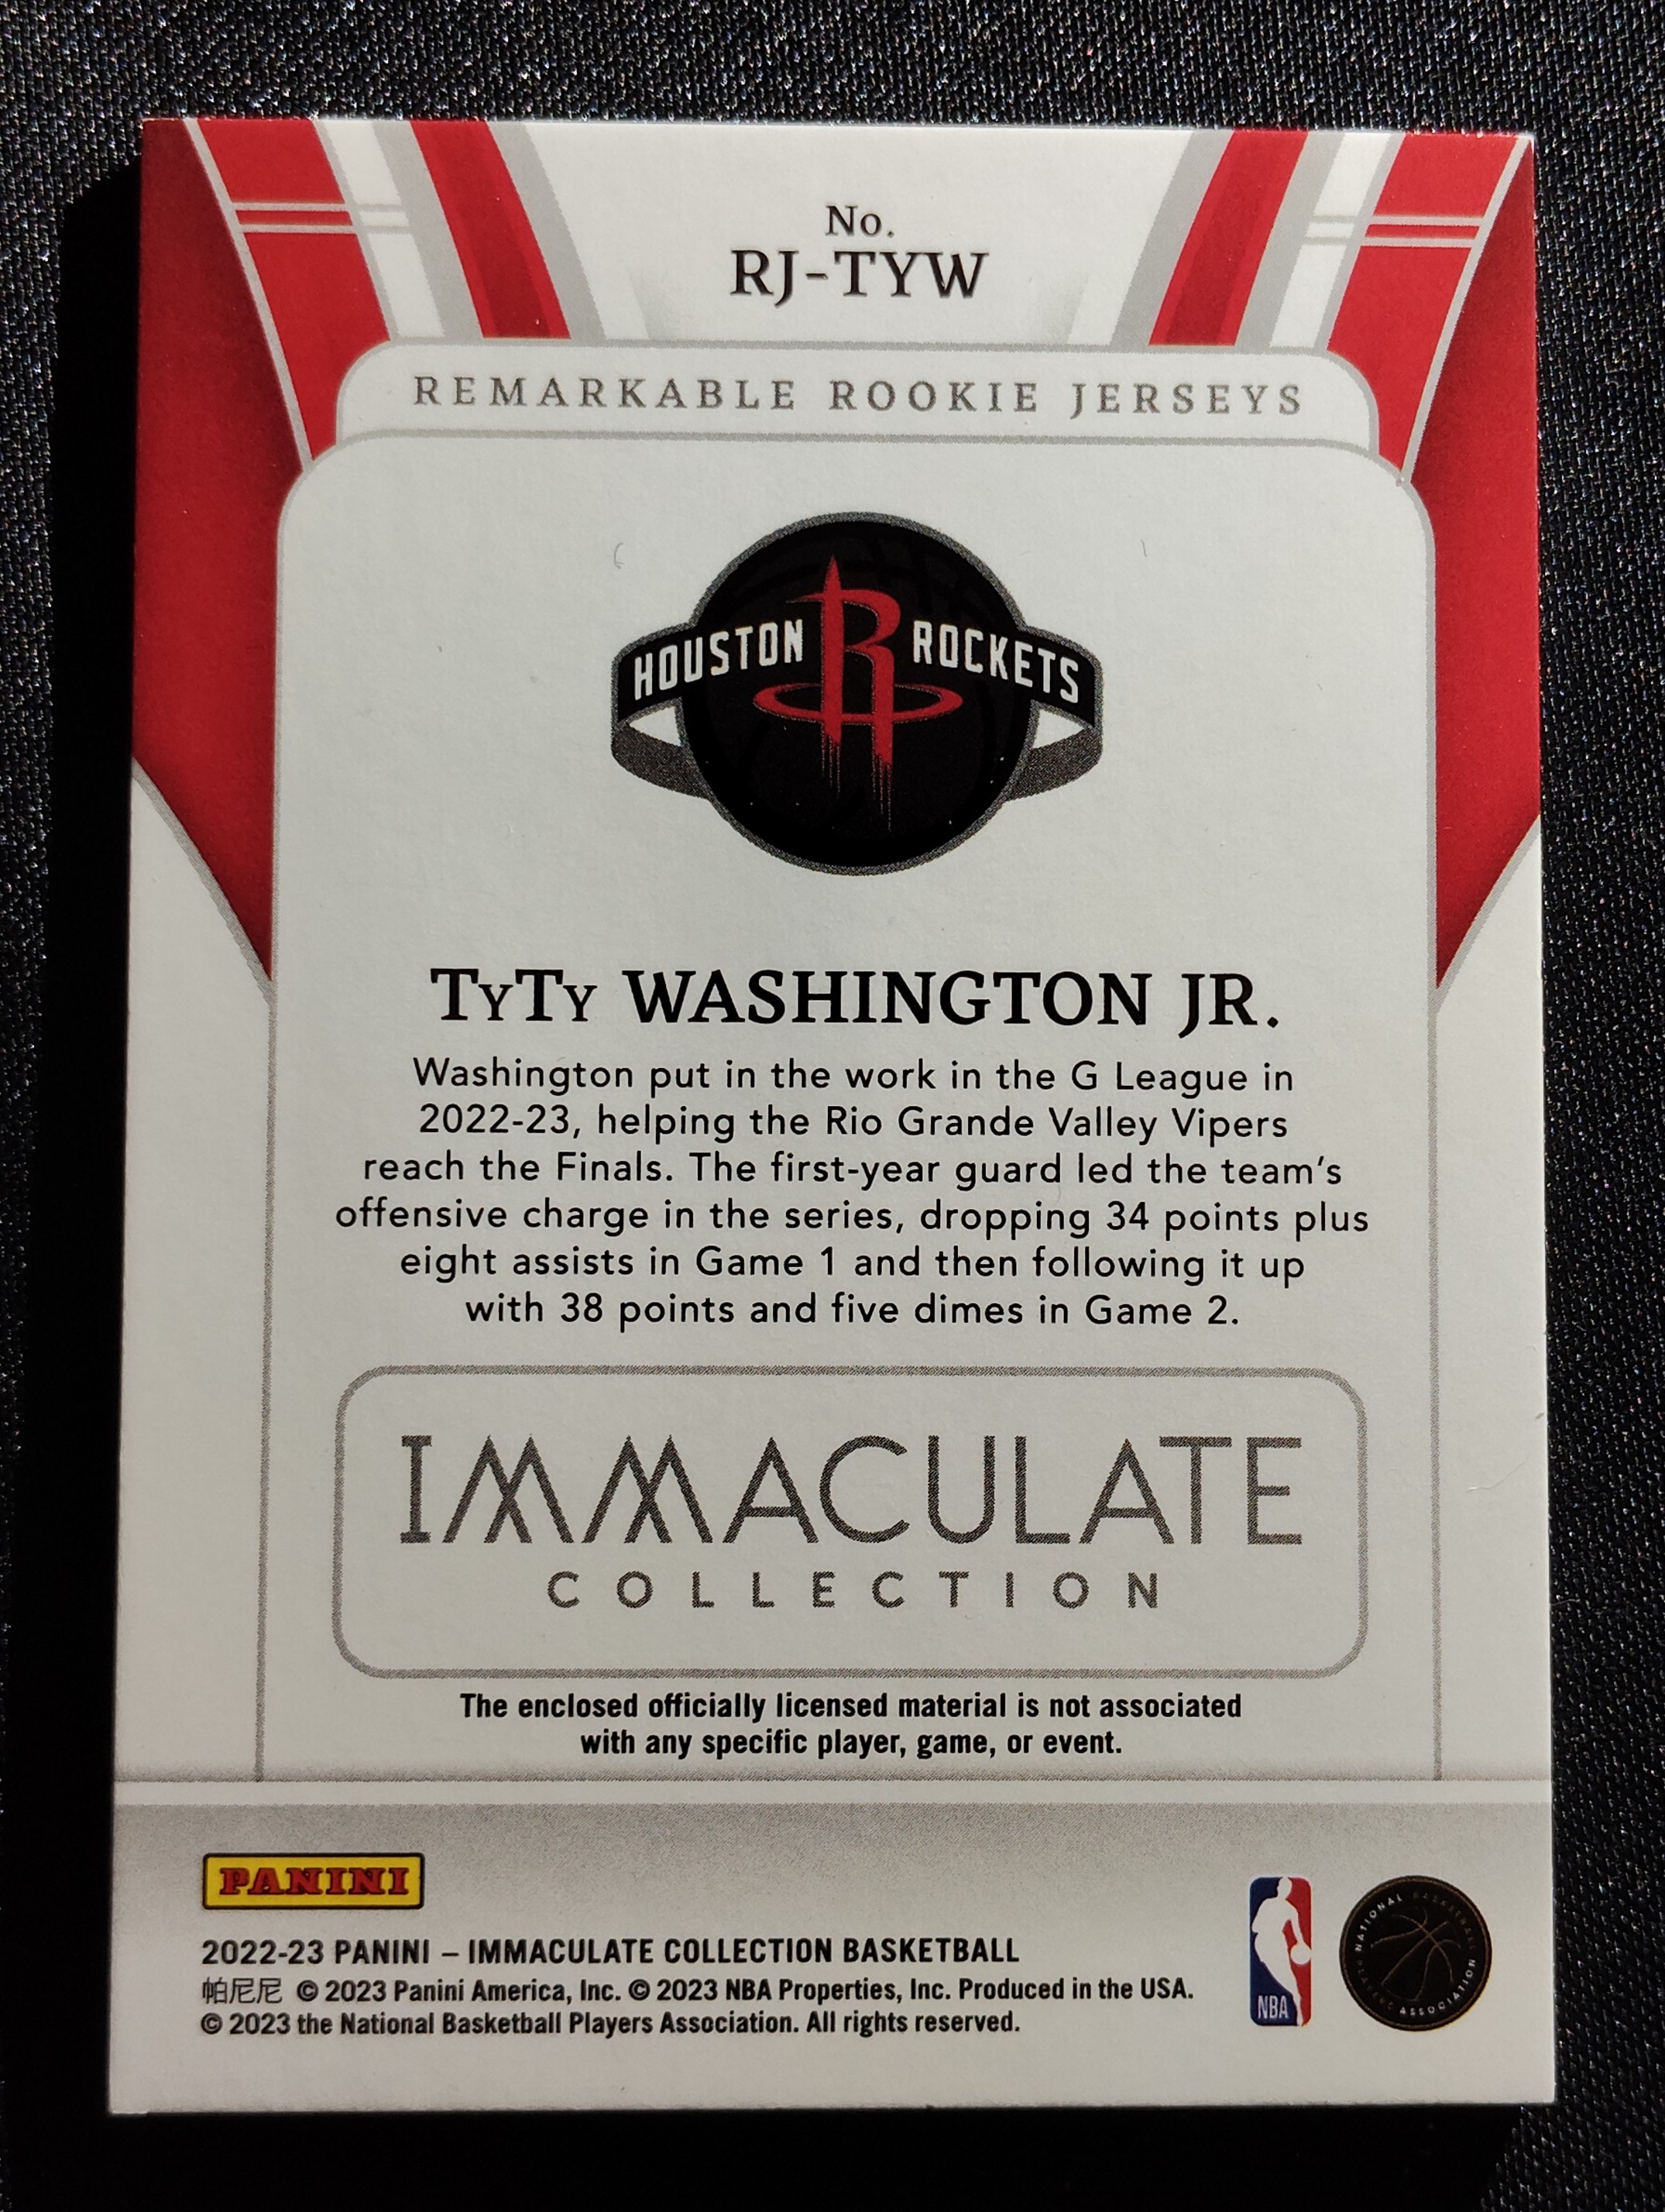 No.
RJ-TYW
REMARKABLE ROOKIE JERSEYS
HOUSTON R ROCKETS
TyTy WASHINGTON JR.
Washington put in the work in the G League in
2022-23, helping the Rio Grande Valley Vipers
reach the Finals. The first-year guard led the team's
offensive charge in the series, dropping 34 points plus
eight assists in Game 1 and then following it up
with 38 points and five dimes in Game 2.
IMMACULATE
COLLECTION
The enclosed officially licensed material is not associated
with any specific player, game, or event.
PANINI
2022-23 PANINI – IMMACULATE COLLECTION BASKETBALL
帕尼尼 © 2023 Panini America, Inc. © 2023 NBA Properties, Inc. Produced in the USA.
© 2023 the National Basketball Players Association. All rights reserved.
NBA
NATIONAL BASKETBALL PLAYERS ASSOCIATION